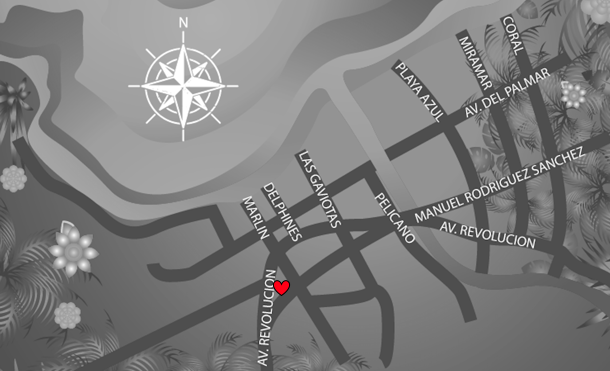 N
CORAL
MIRAMAR
PLAYA AZUL
AV. DEL PALMAR
LAS GAVIOTAS
MANUEL RODRIGUEZ SANCHEZ
DELPHINES
MARLIN
PELICANO
AV. REVOLUCION
AV. REVOLUCION